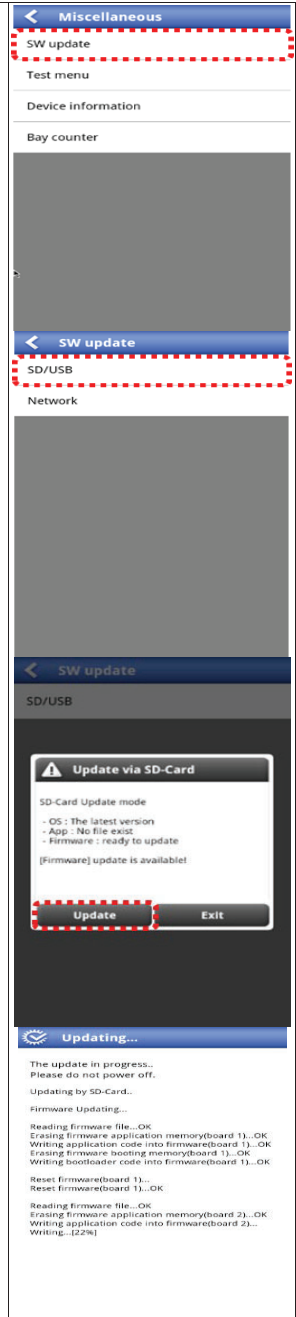 Miscellaneous
SW update
Test menu
Device information
Bay counter
SW update
SD/USB
Network
SW update
SD/USB
Update via SD-Card
SD-Card Update mode
- OS : The latest version
- App : No file exist
- Firmware : ready to update
[Firmware] update is available!
Update Exit
Updating...
The update in progress..
Please do not power off.
Updating by SD-Card..
Firmware Updating...
Reading firmware file...OK
Erasing firmware application memory(board 1)...OK
Writing application code into firmware(board 1)...OK
Erasing firmware booting memory(board 1)...OK
Writing bootloader code into firmware(board 1)...OK
Reset firmware(board 1)...
Reset firmware(board 1)...OK
Reading firmware file...OK
Erasing firmware application memory(board 2)...OK
Writing application code into firmware(board 2)...
Writing...[22%]